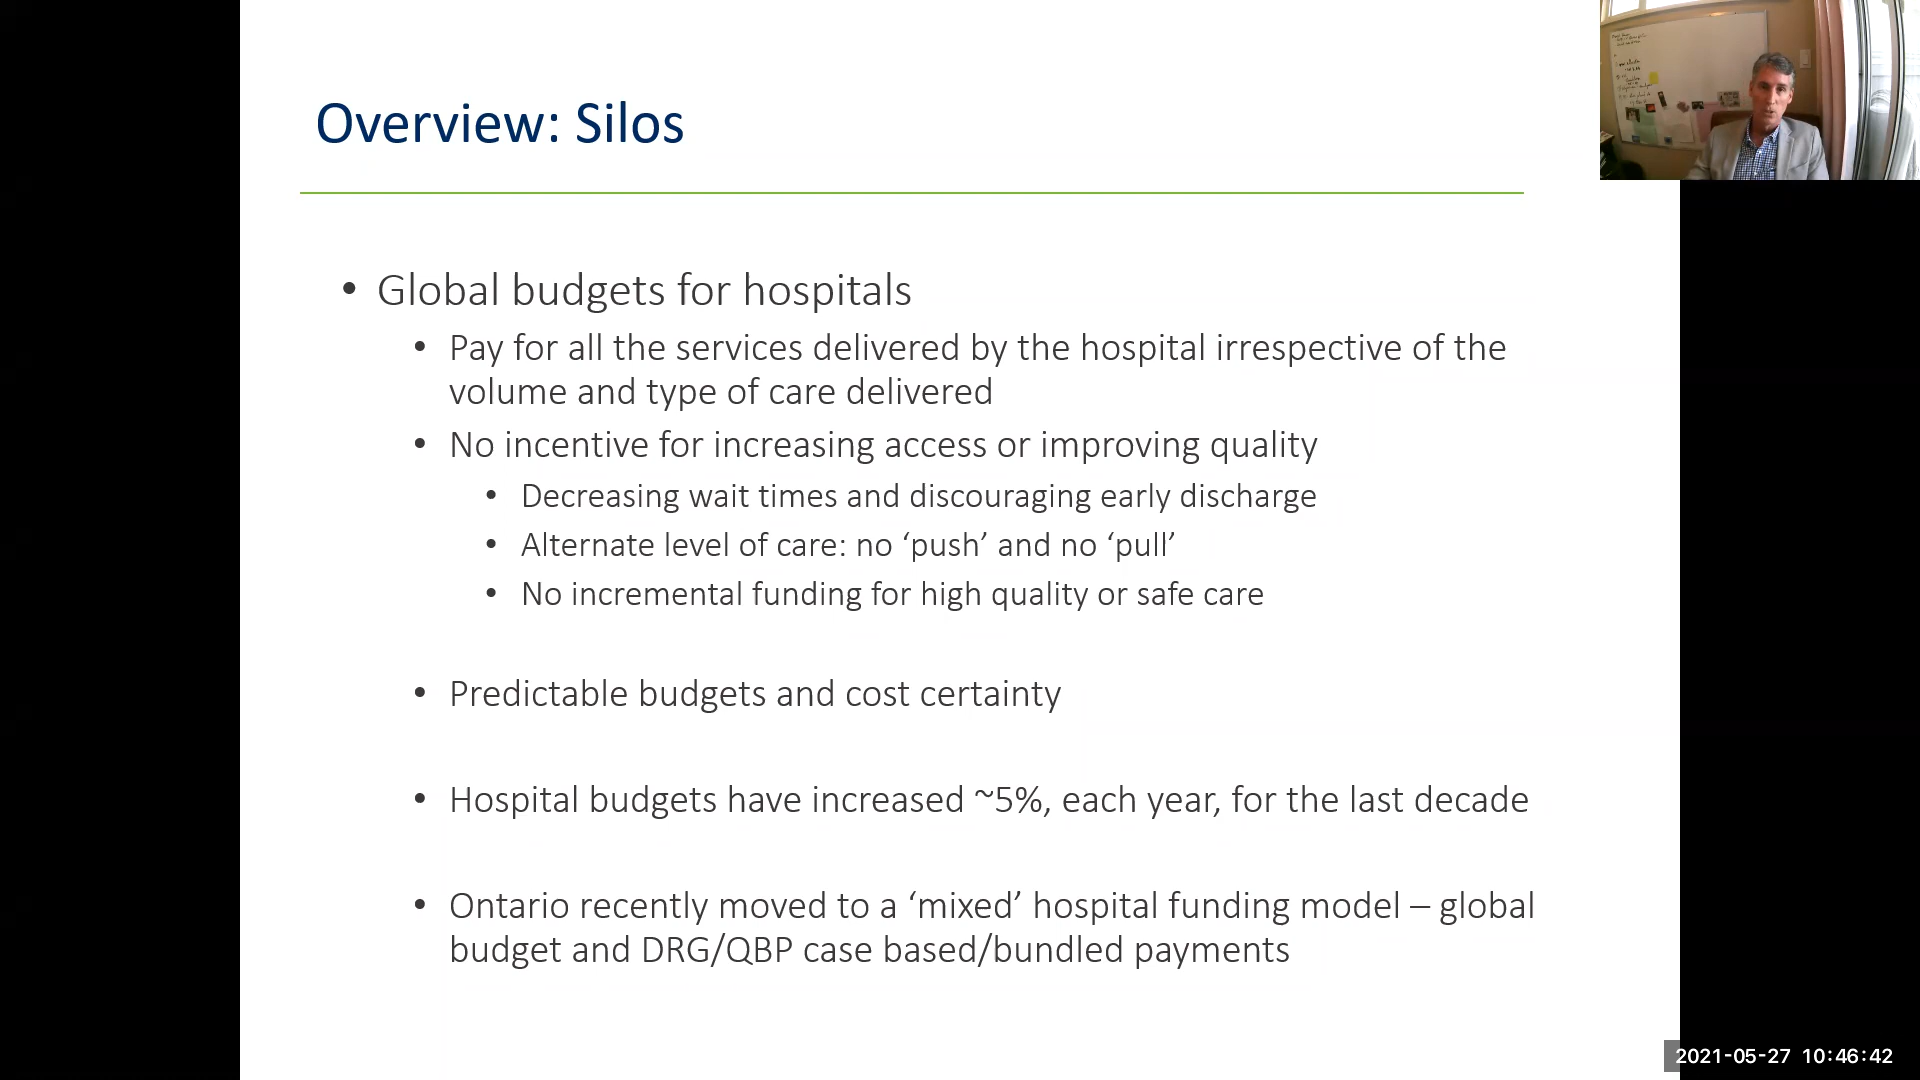 Overview: Silos
• Global budgets for hospitals
• Pay for all the services delivered by the hospital irrespective of the
volume and type of care delivered
• No incentive for increasing access or improving quality
• Decreasing wait times and discouraging early discharge
• Alternate level of care: no ‘push’ and no ‘pull’
• No incremental funding for high quality or safe care
• Predictable budgets and cost certainty
• Hospital budgets have increased ~5%, each year, for the last decade
• Ontario recently moved to a ‘mixed’ hospital funding model – global
budget and DRG/QBP case based/bundled payments
2021-05-27 10:46:42